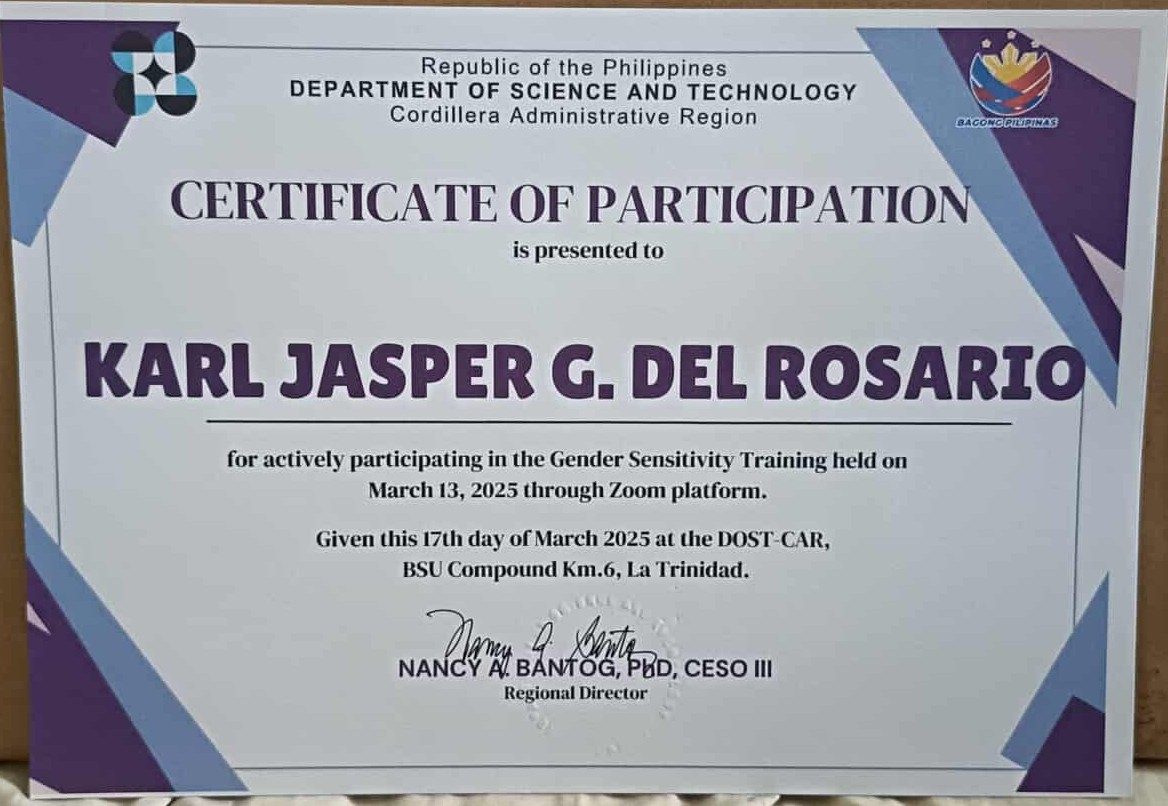 Republic of the Philippines
DEPARTMENT OF SCIENCE AND TECHNOLOGY
Cordillera Administrative Region
BAGONG PILIPINAS
CERTIFICATE OF PARTICIPATION
is presented to
KARL JASPER G. DEL ROSARIO
for actively participating in the Gender Sensitivity Training held on
March 13, 2025 through Zoom platform.
Given this 17th day of March 2025 at the DOST-CAR,
BSU Compound Km.6, La Trinidad.
NANCY A. BANTOG, PhD, CESO III
Regional Director